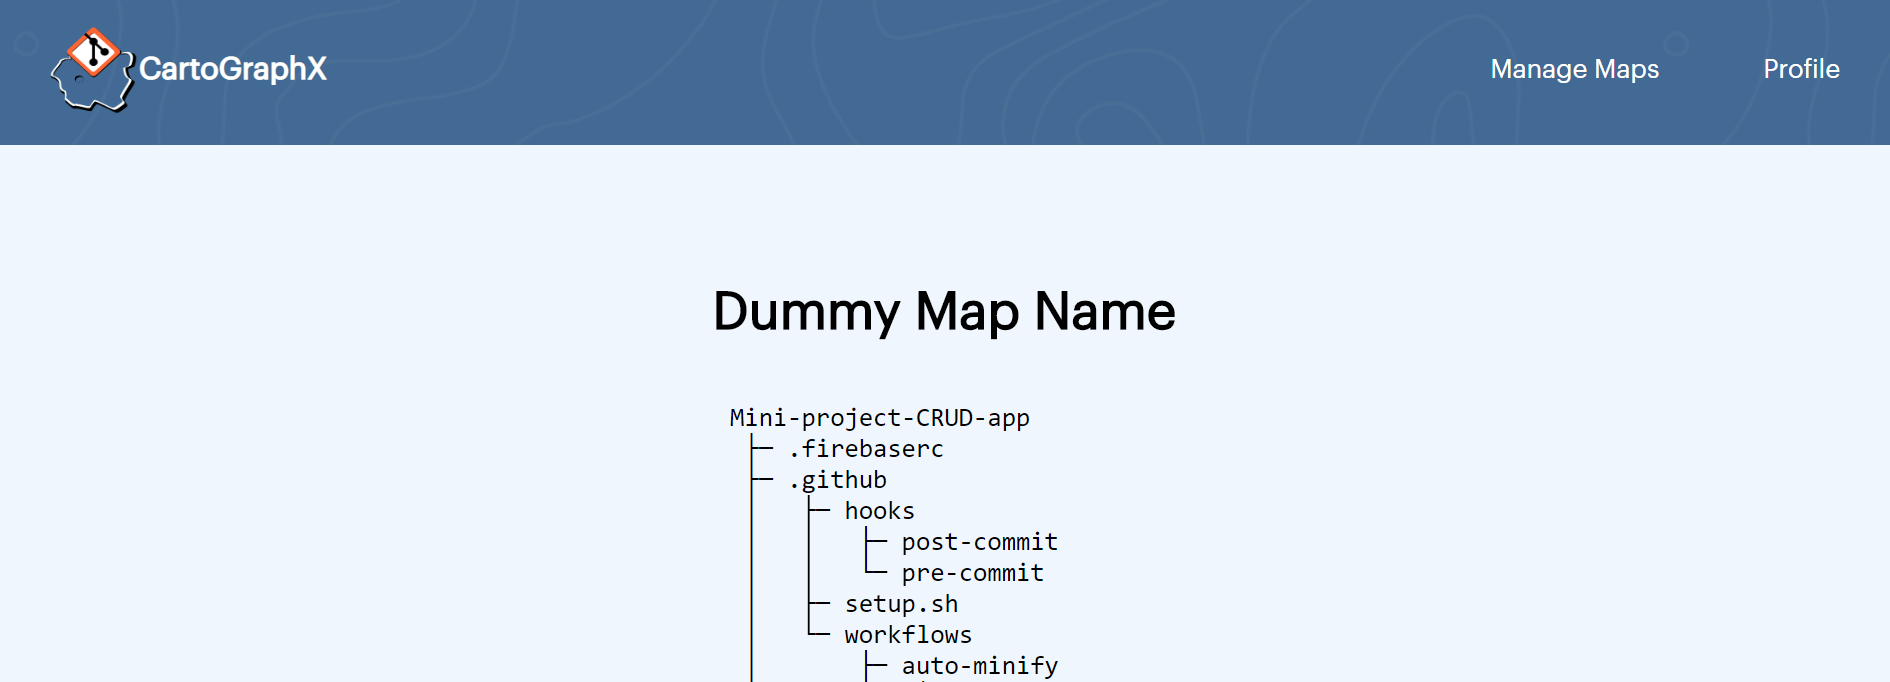 CartoGraphX
Manage Maps
Profile
Dummy Map Name
Mini-project-CRUD-app
├─ .firebaserc
├─ .github
│   ├─ hooks
│   │   ├─ post-commit
│   │   └─ pre-commit
│   ├─ setup.sh
│   └─ workflows
│       ├─ auto-minify